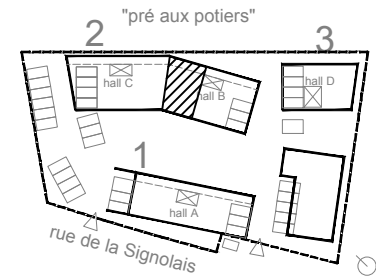 "pré aux potiers"
2
3
hall C
hall B
hall D
1
hall A
rue de la Signolais